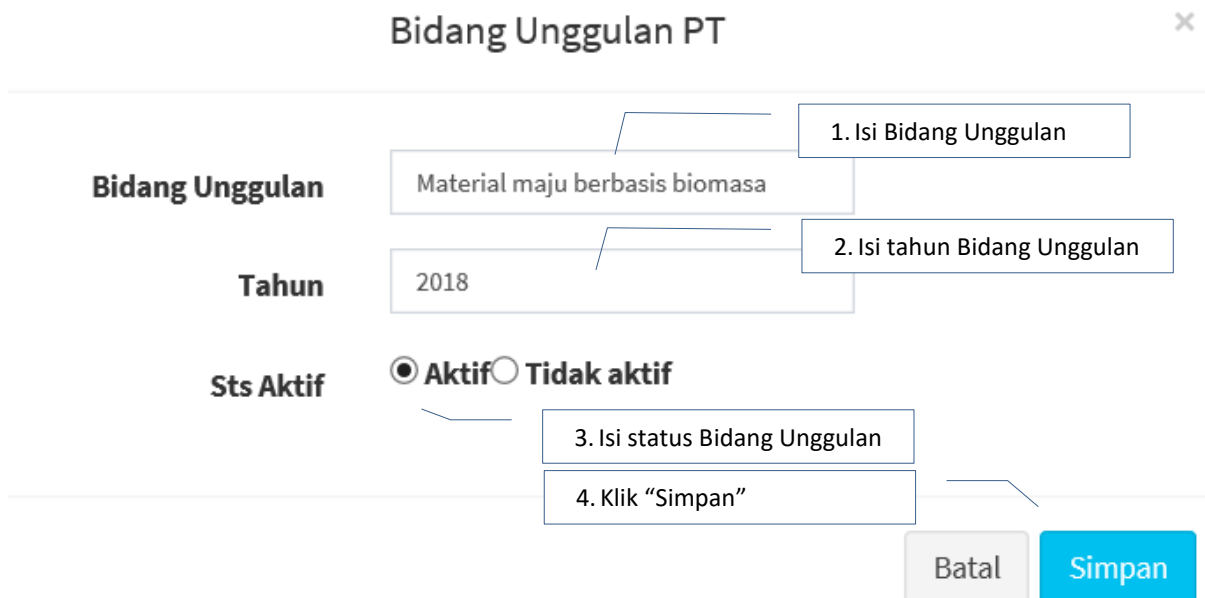 Bidang Unggulan PT ×
1. Isi Bidang Unggulan
Bidang Unggulan Material maju berbasis biomasa
2. Isi tahun Bidang Unggulan
Tahun 2018
Sts Aktif Aktif Tidak aktif
3. Isi status Bidang Unggulan
4. Klik “Simpan”
Batal Simpan